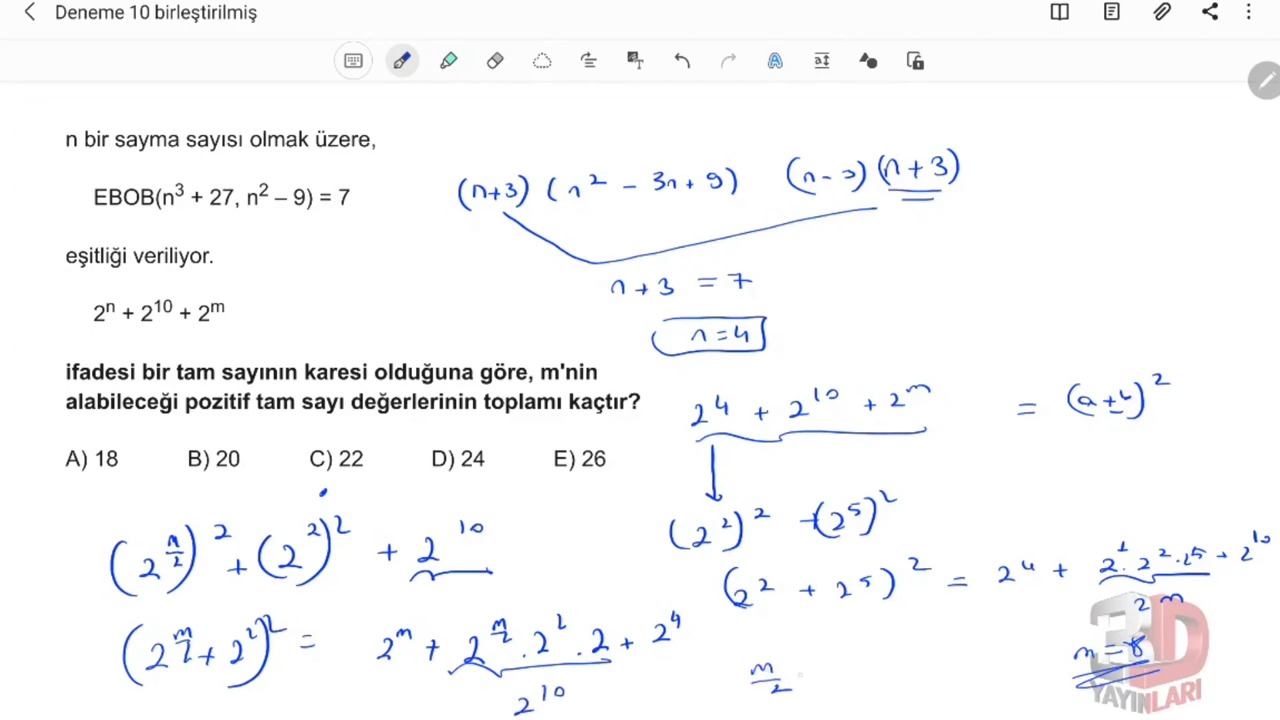 Deneme 10 birleştirilmiş
n bir sayma sayısı olmak üzere,
EBOB(n³ + 27, n² – 9) = 7
eşitliği veriliyor.
2ⁿ + 2¹⁰ + 2ᵐ
ifadesi bir tam sayının karesi olduğuna göre, m'nin
alabileceği pozitif tam sayı değerlerinin toplamı kaçtır?
A) 18 B) 20 C) 22 D) 24 E) 26
(n+3) (n² - 3n + 9) (n-3) (n+3)
n+3 = 7
n=4
2⁴ + 2¹⁰ + 2ᵐ = (a+b)²
(2²)² + (2⁵)²
(2² + 2⁵)² = 2⁴ + 2¹.2².2⁵ + 2¹⁰
2ᵐ
m=8
(2^(n/2))² + (2²)² + 2¹⁰
(2^(m/2) + 2²)² = 2ᵐ + 2^(m/2).2².2 + 2⁴
2¹⁰
m/2
3D
YAYINLARI